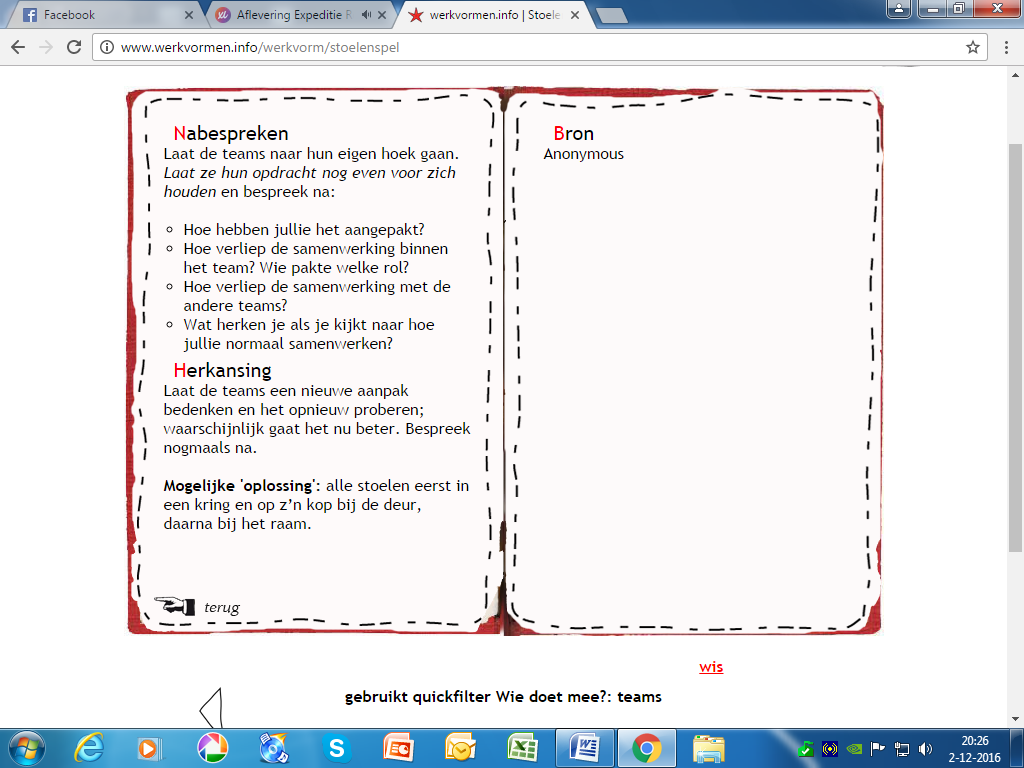 Facebook
Aflevering Expeditie R
werkvormen.info | Stoele
www.werkvormen.info/werkvorm/stoelenspel
Nabespreken
Laat de teams naar hun eigen hoek gaan.
Laat ze hun opdracht nog even voor zich
houden en bespreek na:
Hoe hebben jullie het aangepakt?
Hoe verliep de samenwerking binnen
het team? Wie pakte welke rol?
Hoe verliep de samenwerking met de
andere teams?
Wat herken je als je kijkt naar hoe
jullie normaal samenwerken?
Herkansing
Laat de teams een nieuwe aanpak
bedenken en het opnieuw proberen;
waarschijnlijk gaat het nu beter. Bespreek
nogmaals na.
Mogelijke 'oplossing': alle stoelen eerst in
een kring en op z’n kop bij de deur,
daarna bij het raam.
terug
Bron
Anonymous
wis
gebruikt quickfilter Wie doet mee?: teams
20:26
2-12-2016